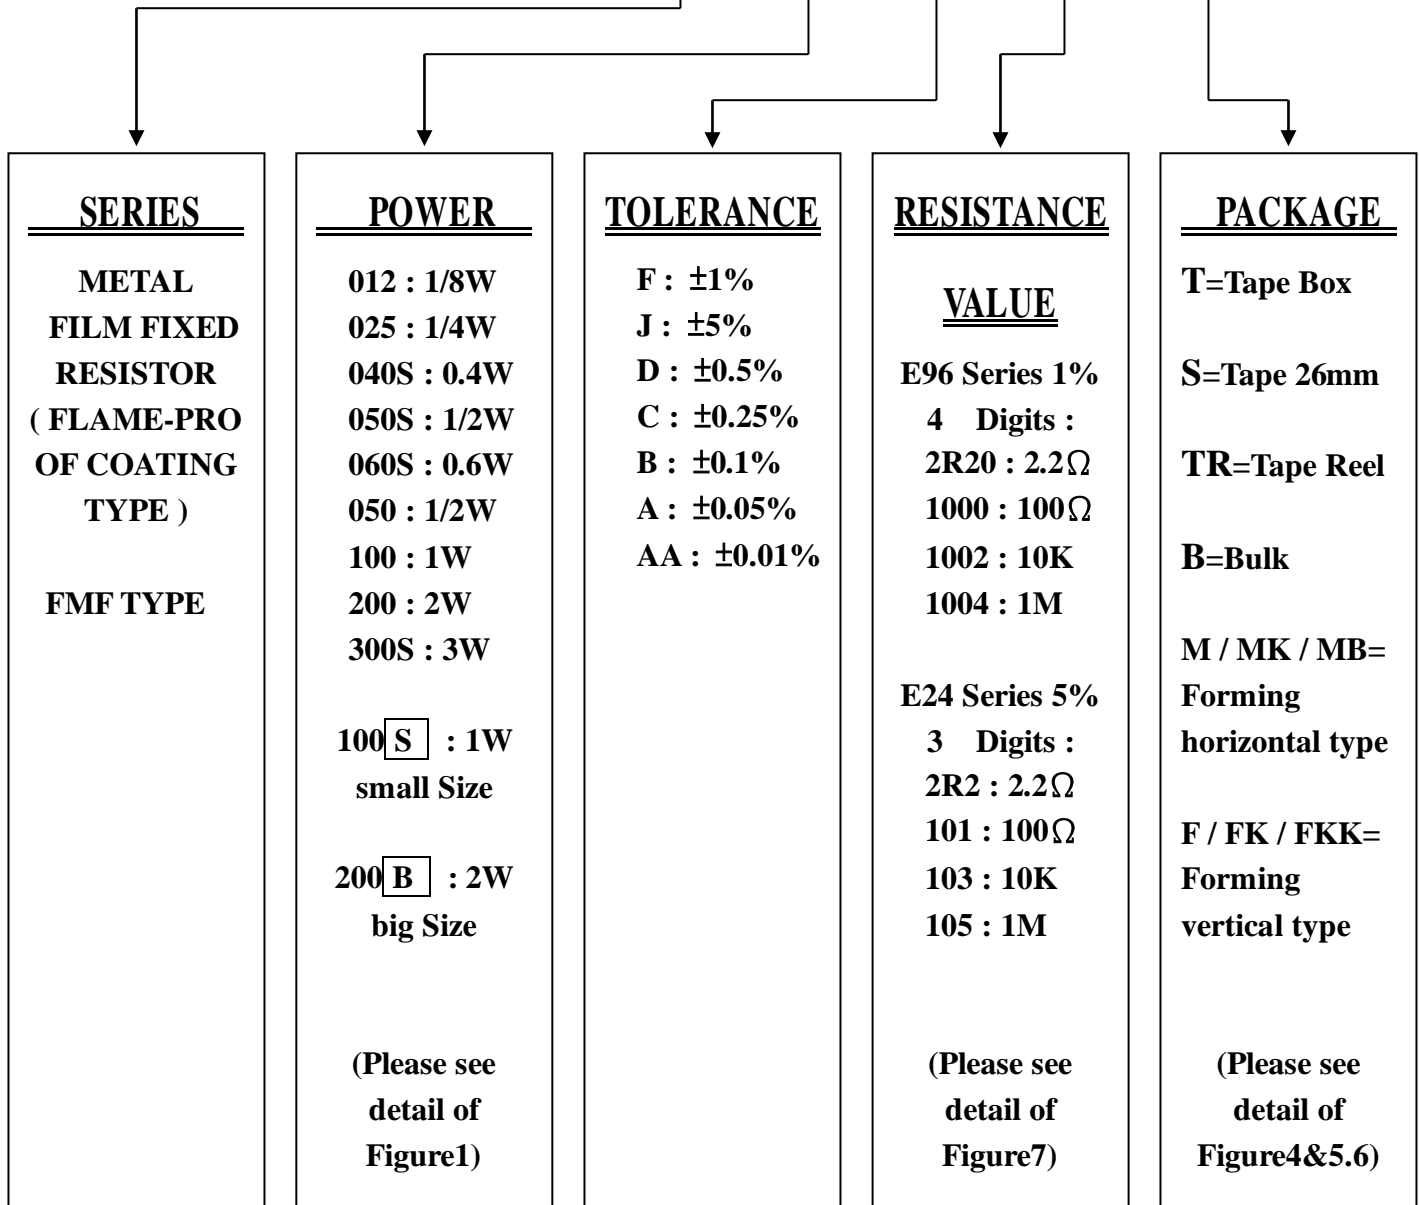 SERIES
METAL
FILM FIXED
RESISTOR
( FLAME-PRO
OF COATING
TYPE )
FMF TYPE
POWER
012 : 1/8W
025 : 1/4W
040S : 0.4W
050S : 1/2W
060S : 0.6W
050 : 1/2W
100 : 1W
200 : 2W
300S : 3W
100 S : 1W
small Size
200 B : 2W
big Size
(Please see
detail of
Figure1)
TOLERANCE
F : ±1%
J : ±5%
D : ±0.5%
C : ±0.25%
B : ±0.1%
A : ±0.05%
AA : ±0.01%
RESISTANCE
VALUE
E96 Series 1%
4 Digits :
2R20 : 2.2Ω
1000 : 100Ω
1002 : 10K
1004 : 1M
E24 Series 5%
3 Digits :
2R2 : 2.2Ω
101 : 100Ω
103 : 10K
105 : 1M
(Please see
detail of
Figure7)
PACKAGE
T=Tape Box
S=Tape 26mm
TR=Tape Reel
B=Bulk
M / MK / MB=
Forming
horizontal type
F / FK / FKK=
Forming
vertical type
(Please see
detail of
Figure4&5.6)